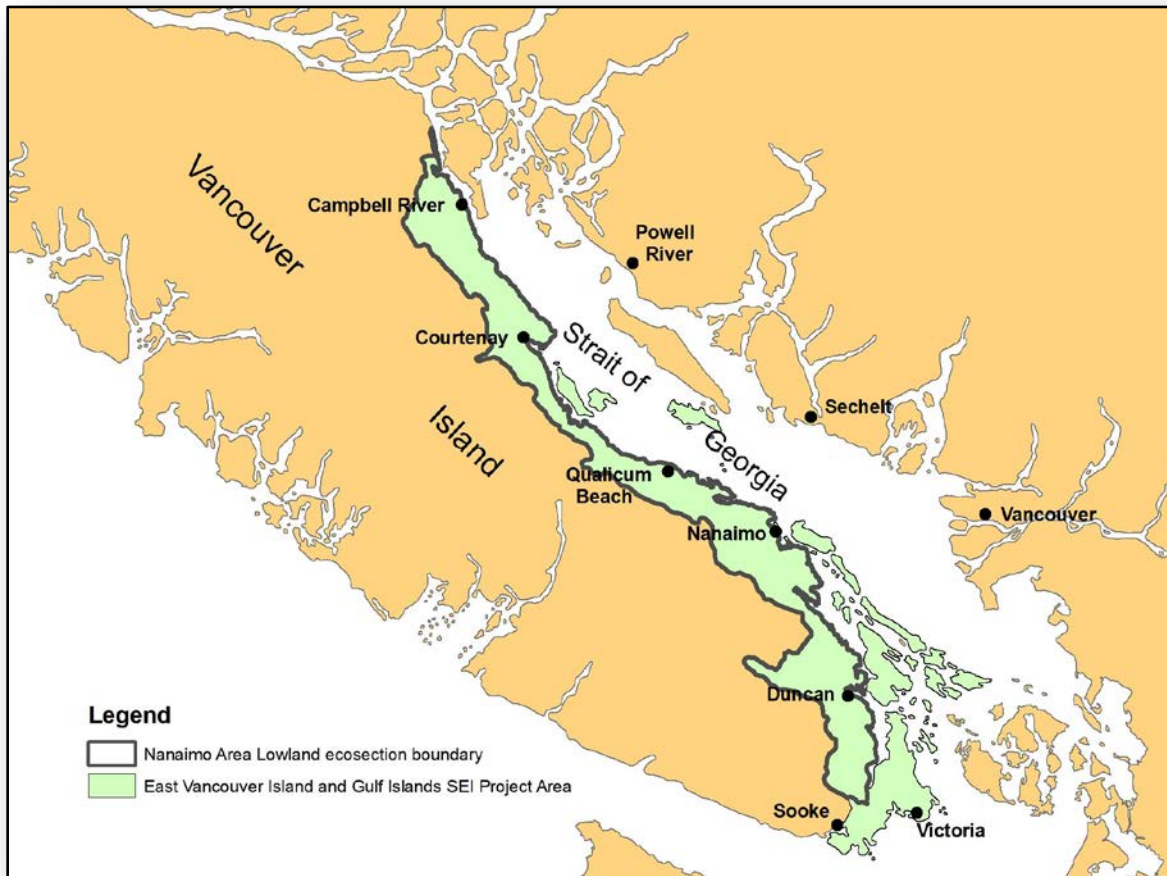 Vancouver
Island
Campbell River
Powell
River
Courtenay
Strait of
Georgia
Sechelt
Qualicum
Beach
Vancouver
Nanaimo
Duncan
Sooke
Victoria
Legend
Nanaimo Area Lowland ecosection boundary
East Vancouver Island and Gulf Islands SEI Project Area